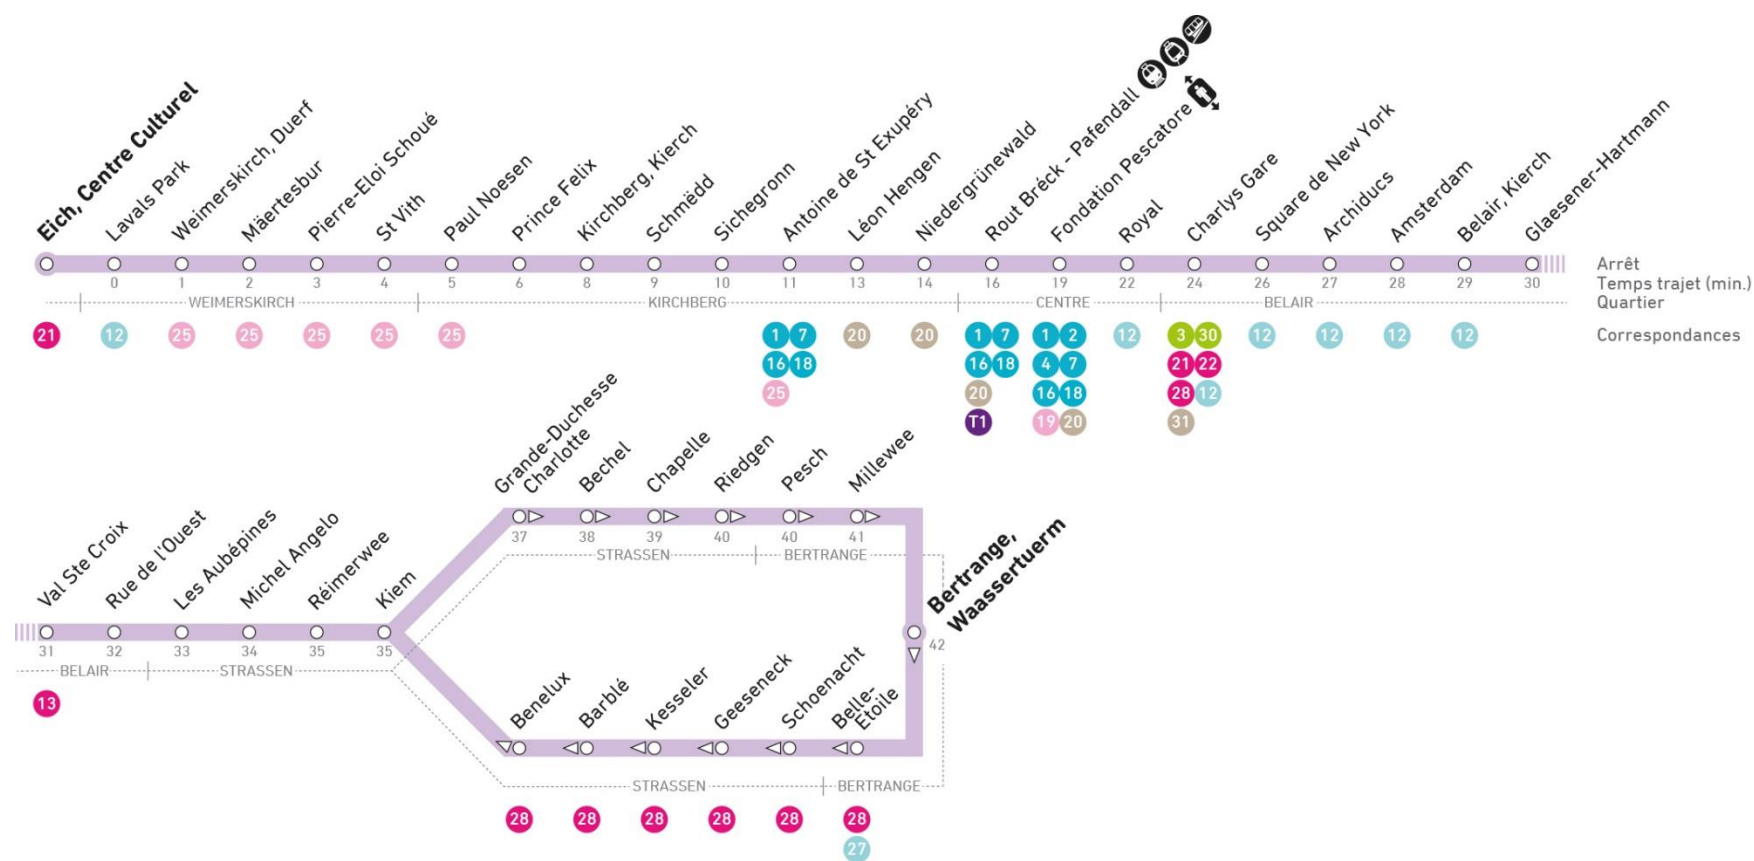 Eich, Centre Culturel
Lavals Park
Weimerskirch, Duerf
Mäertesbur
Pierre-Eloi Schoué
St Vith
Paul Noesen
Prince Felix
Kirchberg, Kierch
Schmëdd
Sichegronn
Antoine de St Exupéry
Léon Hengen
Niedergrünewald
Rout Bréck - Pafendall
Fondation Pescatore
Royal
Charlys Gare
Square de New York
Archiducs
Amsterdam
Belair, Kierch
Glaesener-Hartmann
Arrêt
0 1 2 3 4 5 6 8 9 10 11 13 14 16 19 22 24 26 27 28 29 30
Temps trajet (min.)
WEIMERSKIRCH KIRCHBERG CENTRE BELAIR
Quartier
21 12 25 25 25 25 25 1 7 20 20 1 7 1 2 12 3 30 12 12 12 12
Correspondances
16 18 16 18 4 7 21 22
25 20 16 18 28 12
T1 19 20 31
Grande-Duchesse
Charlotte
Bechel
Chapelle
Riedgen
Pesch
Millewee
37 38 39 40 40 41
STRASSEN BERTRANGE
Val Ste Croix
Rue de l'Ouest
Les Aubépines
Michel Angelo
Réimerwee
Kiem
Bertrange,
Waassertuerm
31 32 33 34 35 35 42
BELAIR STRASSEN
13
Benelux
Barblé
Kesseler
Geeseneck
Schoenacht
Belle-
Etoile
STRASSEN BERTRANGE
28 28 28 28 28 28
27